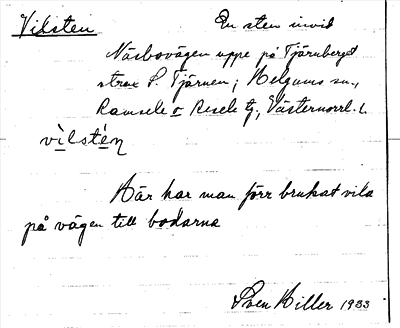 Vilsten
En sten invid
Näsbovägen uppe på Tjärnberget
strax S. Tjärnen; Helgums sn.,
Ramsele o Resele tg., Västernorrl. l.
vilstén
Här har man förr brukat vila
på vägen till bodarna
Sven Hiller 1933